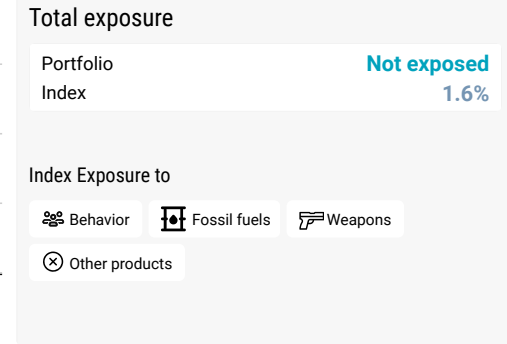 Total exposure
Portfolio Not exposed
Index 1.6%
Index Exposure to
Behavior Fossil fuels Weapons
Other products